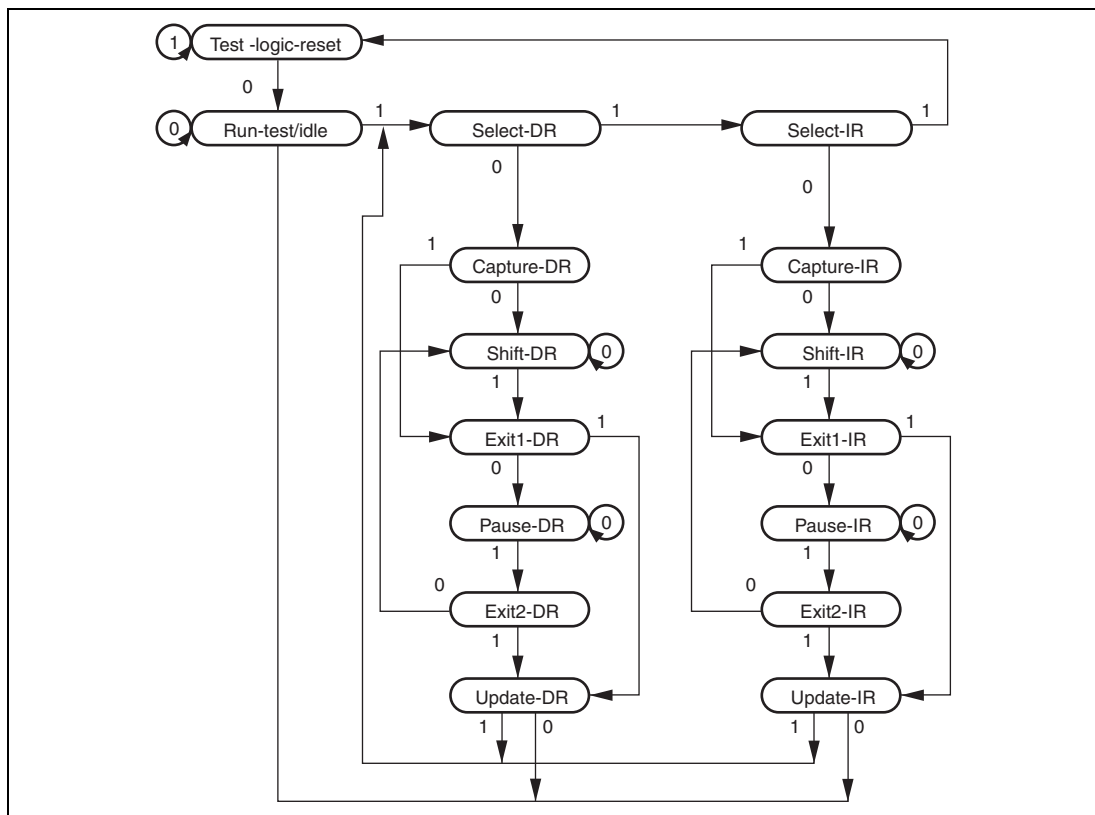 1
Test -logic-reset
0
0
Run-test/idle
1
Select-DR
1
Select-IR
1
0
0
1
Capture-DR
0
1
Capture-IR
0
Shift-DR
0
1
Shift-IR
0
1
Exit1-DR
1
0
Exit1-IR
1
0
Pause-DR
0
1
Pause-IR
0
1
0
Exit2-DR
1
0
Exit2-IR
1
Update-DR
1
0
Update-IR
1
0